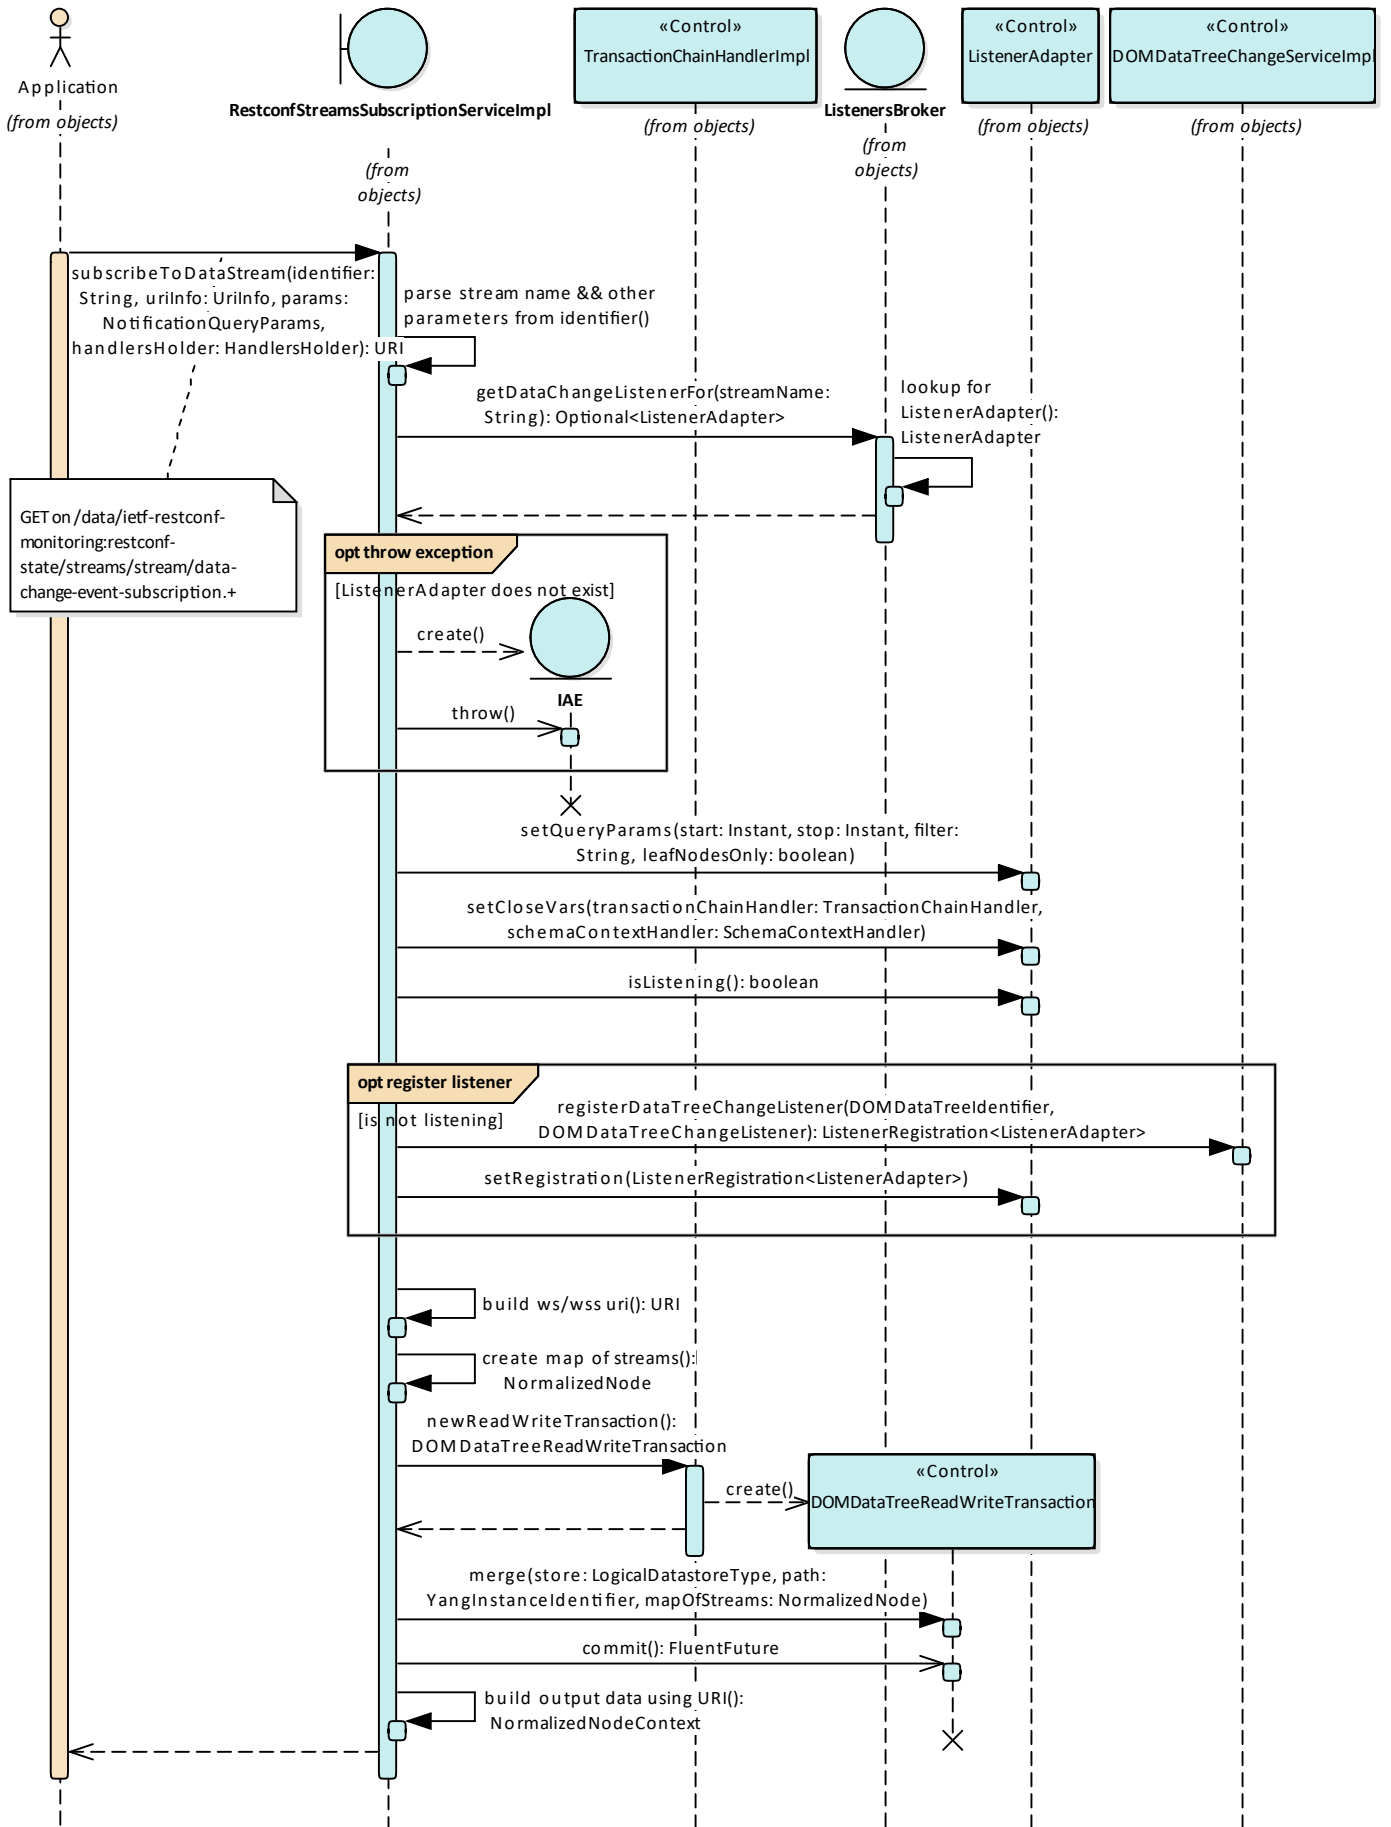 Application
(from objects)
RestconfStreamsSubscriptionServiceImpl
(from
objects)
«Control»
TransactionChainHandlerImpl
(from objects)
ListenersBroker
(from
objects)
«Control»
ListenerAdapter
(from objects)
«Control»
DOMDataTreeChangeServiceImpl
(from objects)
subscribeToDataStream(identifier:
String, uriInfo: UriInfo, params:
NotificationQueryParams,
handlersHolder: HandlersHolder): URI
parse stream name && other
parameters from identifier()
getDataChangeListenerFor(streamName:
String): Optional<ListenerAdapter>
lookup for
ListenerAdapter():
ListenerAdapter
GET on /data/ietf-restconf-
monitoring:restconf-
state/streams/stream/data-
change-event-subscription.+
opt throw exception
[ListenerAdapter does not exist]
create()
IAE
throw()
setQueryParams(start: Instant, stop: Instant, filter:
String, leafNodesOnly: boolean)
setCloseVars(transactionChainHandler: TransactionChainHandler,
schemaContextHandler: SchemaContextHandler)
isListening(): boolean
opt register listener
[is not listening]
registerDataTreeChangeListener(DOMDataTreeIdentifier,
DOMDataTreeChangeListener): ListenerRegistration<ListenerAdapter>
setRegistration(ListenerRegistration<ListenerAdapter>)
build ws/wss uri(): URI
create map of streams():
NormalizedNode
newReadWriteTransaction():
DOMDataTreeReadWriteTransaction
«Control»
create()
DOMDataTreeReadWriteTransaction
merge(store: LogicalDatastoreType, path:
YangInstanceIdentifier, mapOfStreams: NormalizedNode)
commit(): FluentFuture
build output data using URI():
NormalizedNodeContext